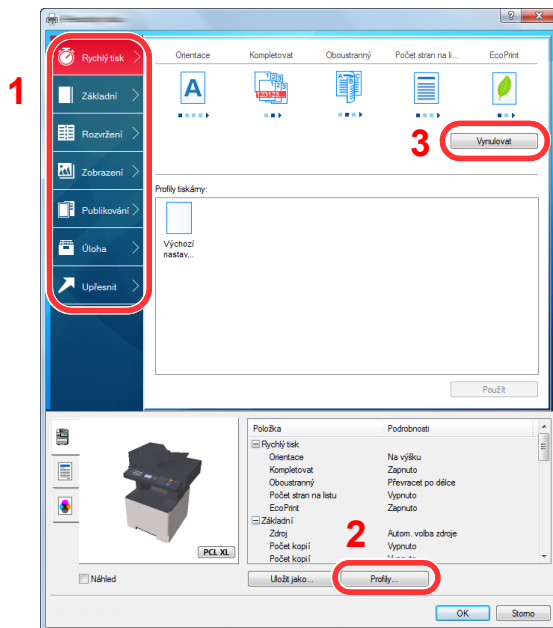 1
Rychlý tisk
Základní
Rozvržení
Zobrazení
Publikování
Úloha
Upřesnit
Orientace Kompletovat Oboustranný Počet stran na li... EcoPrint
A
123123
3
Vynulovat
Profily tiskárny:
Výchozí
nastav...
Použít
Položka Podrobnosti
Rychlý tisk
Orientace Na výšku
Kompletovat Zapnuto
Oboustranný Převracet po délce
Počet stran na listu Vypnuto
EcoPrint Zapnuto
Základní
Zdroj Autom. volba zdroje
Počet kopií Vypnuto
Počet kopií
2
PCL XL
Náhled
Uložit jako... Profily...
OK Storno